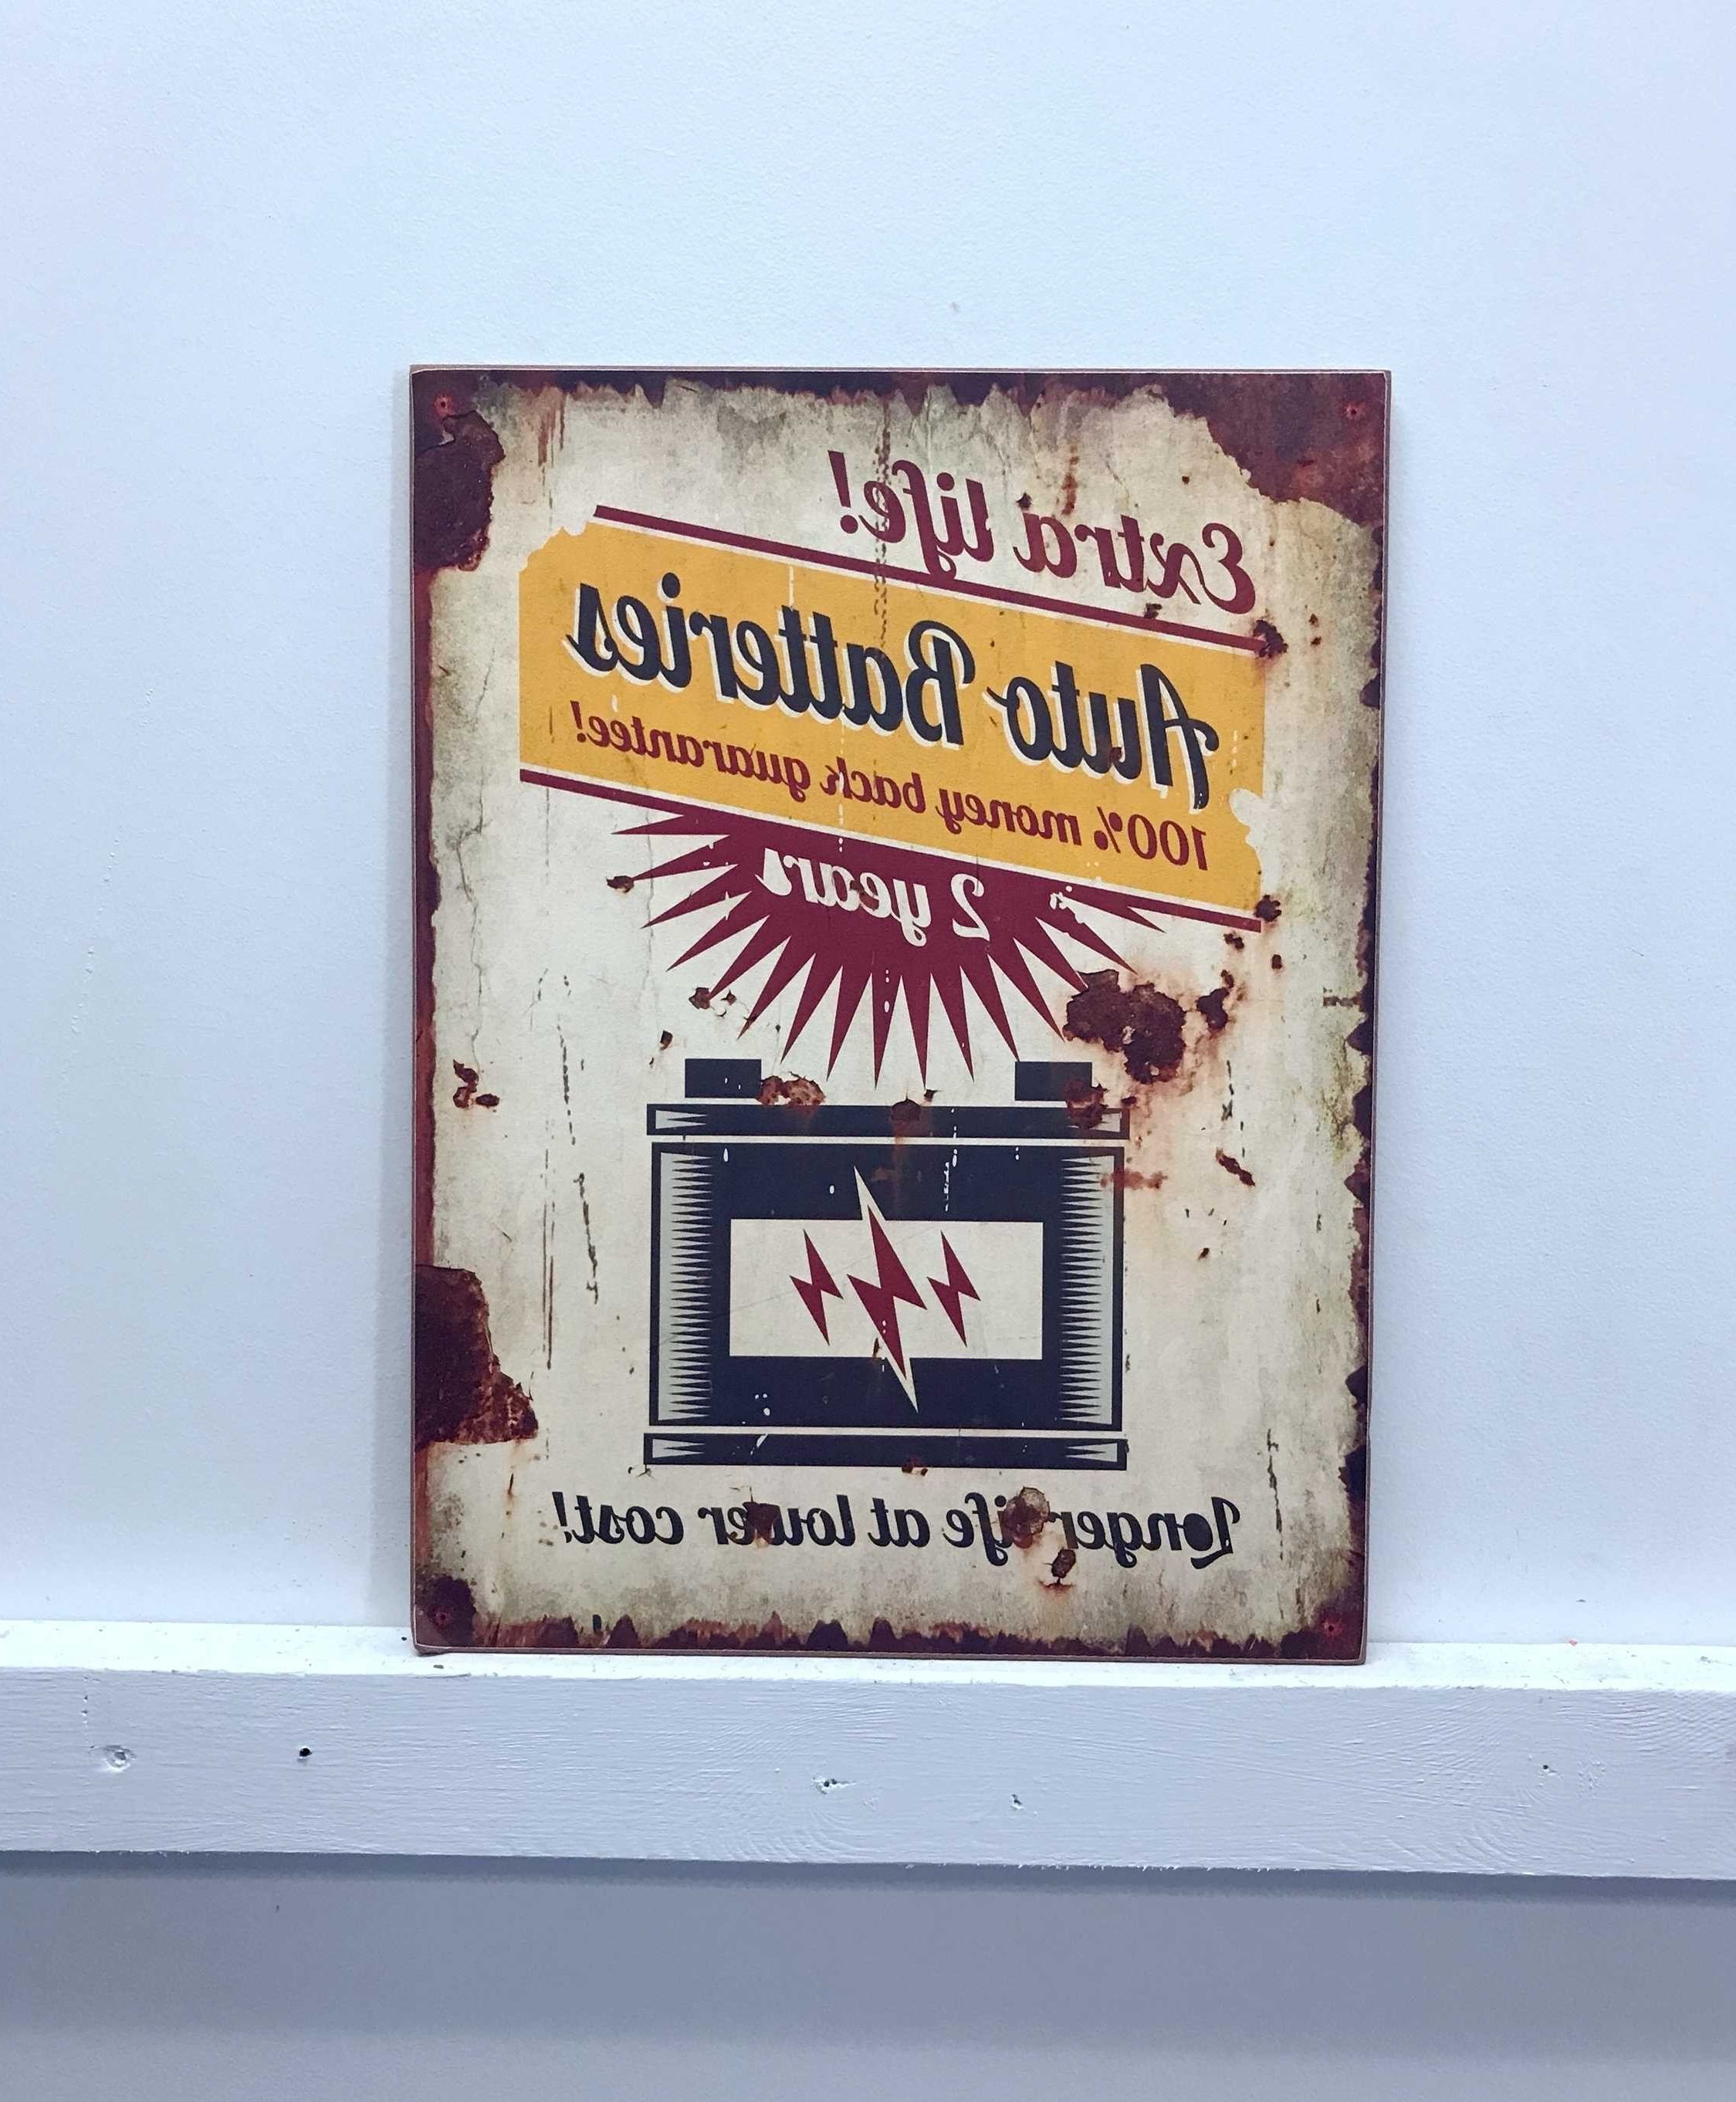 Extra life!
Auto Batteries
100% money back guarantee!
2 years
Longer life at lower cost!